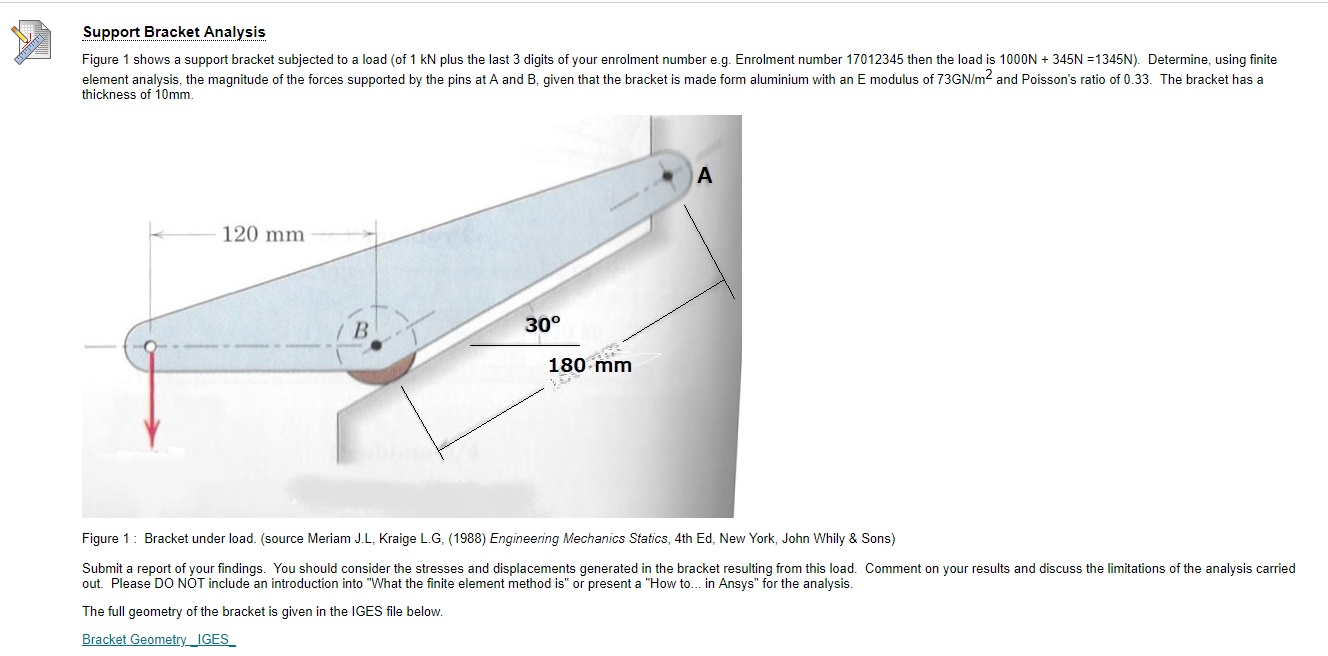 Support Bracket Analysis
Figure 1 shows a support bracket subjected to a load (of 1 kN plus the last 3 digits of your enrolment number e.g. Enrolment number 17012345 then the load is 1000N + 345N =1345N). Determine, using finite
element analysis, the magnitude of the forces supported by the pins at A and B, given that the bracket is made form aluminium with an E modulus of 73GN/m² and Poisson's ratio of 0.33. The bracket has a
thickness of 10mm.
A
120 mm
B
30°
180 mm
Figure 1 : Bracket under load. (source Meriam J.L, Kraige L.G, (1988) Engineering Mechanics Statics, 4th Ed, New York, John Whily & Sons)
Submit a report of your findings. You should consider the stresses and displacements generated in the bracket resulting from this load. Comment on your results and discuss the limitations of the analysis carried
out. Please DO NOT include an introduction into "What the finite element method is" or present a "How to... in Ansys" for the analysis.
The full geometry of the bracket is given in the IGES file below.
Bracket Geometry _IGES_